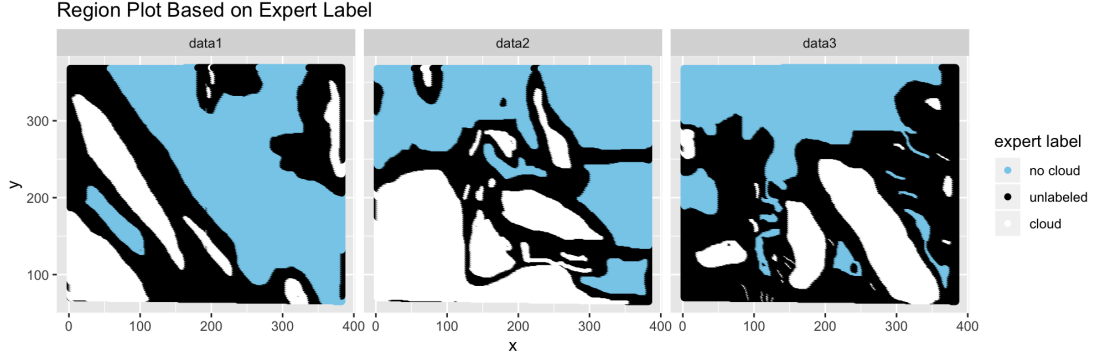 Region Plot Based on Expert Label
data1 data2 data3
y
300
200
100
0 100 200 300 400 0 100 200 300 400 0 100 200 300 400
x
expert label
no cloud
unlabeled
cloud